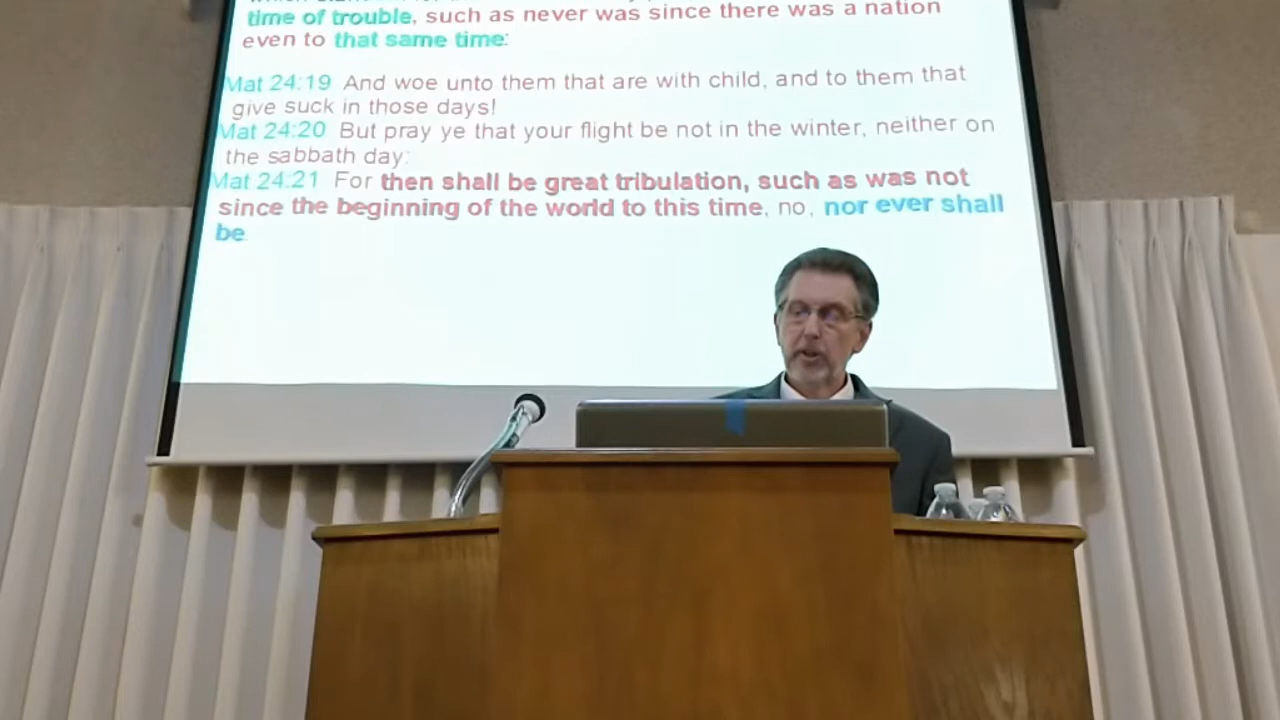 time of trouble, such as never was since there was a nation
even to that same time:
Mat 24:19 And woe unto them that are with child, and to them that
give suck in those days!
Mat 24:20 But pray ye that your flight be not in the winter, neither on
the sabbath day:
Mat 24:21 For then shall be great tribulation, such as was not
since the beginning of the world to this time, no, nor ever shall
be